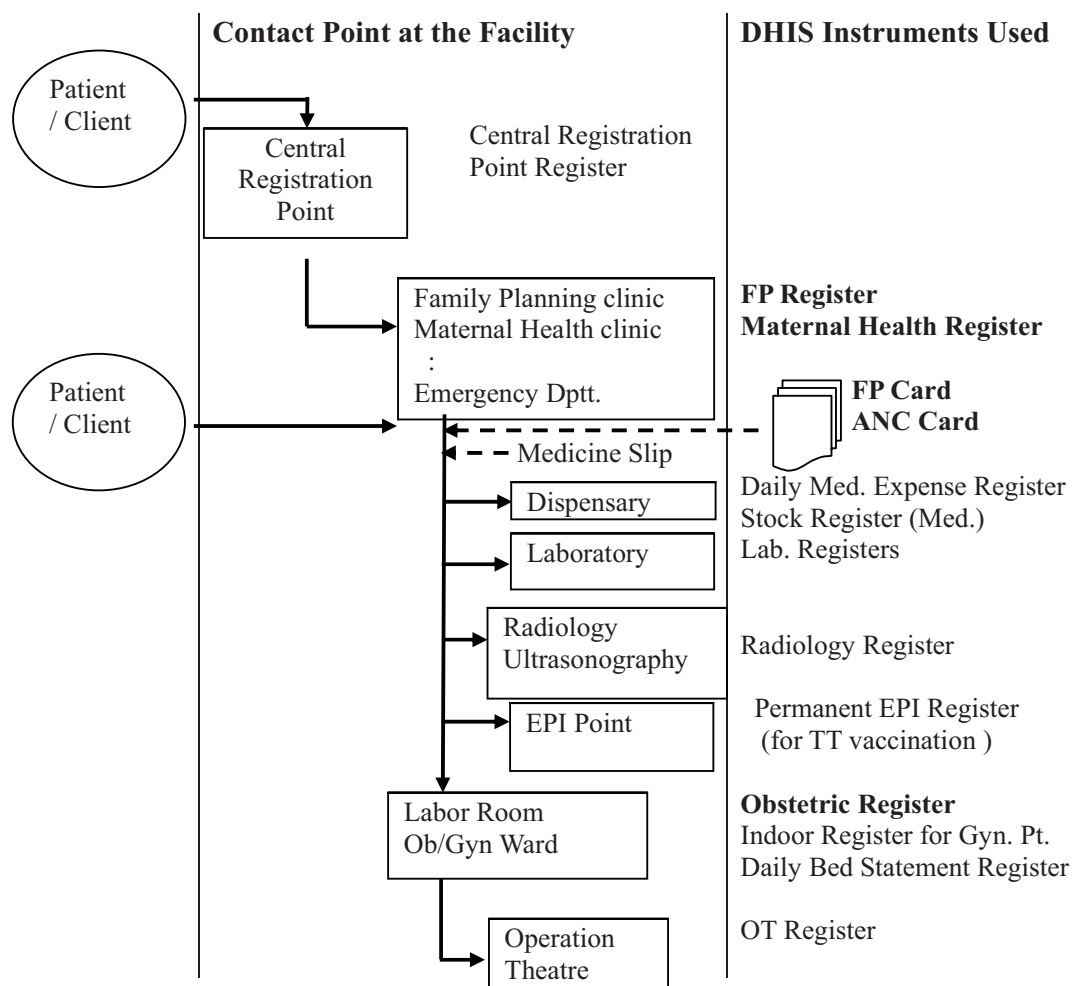 Contact Point at the Facility
DHIS Instruments Used
Patient
/ Client
Central
Registration
Point
Central Registration
Point Register
Family Planning clinic
Maternal Health clinic
:
Emergency Dptt.
FP Register
Maternal Health Register
Patient
/ Client
FP Card
ANC Card
Medicine Slip
Dispensary
Daily Med. Expense Register
Stock Register (Med.)
Laboratory
Lab. Registers
Radiology
Ultrasonography
Radiology Register
EPI Point
Permanent EPI Register
(for TT vaccination )
Labor Room
Ob/Gyn Ward
Obstetric Register
Indoor Register for Gyn. Pt.
Daily Bed Statement Register
Operation
Theatre
OT Register